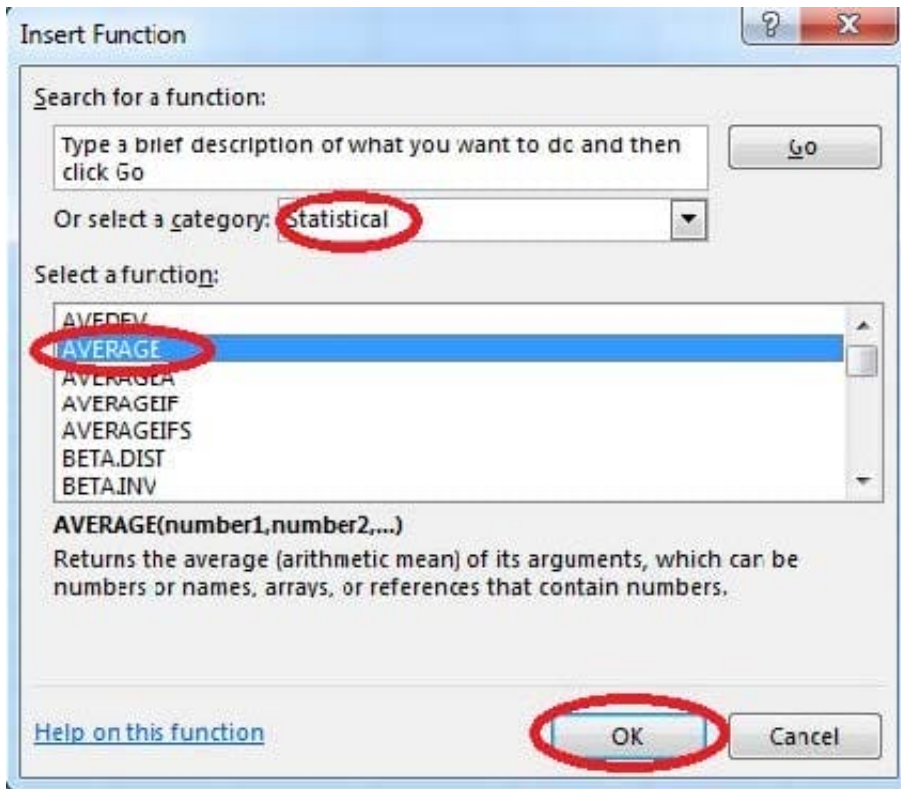 Insert Function
Search for a function:
Type a brief description of what you want to do and then
click Go
Go
Or select a category: Statistical
Select a function:
AVEDEV
AVERAGE
AVERAGEA
AVERAGEIF
AVERAGEIFS
BETA.DIST
BETA.INV
AVERAGE(number1,number2,...)
Returns the average (arithmetic mean) of its arguments, which can be
numbers or names, arrays, or references that contain numbers.
Help on this function
OK
Cancel